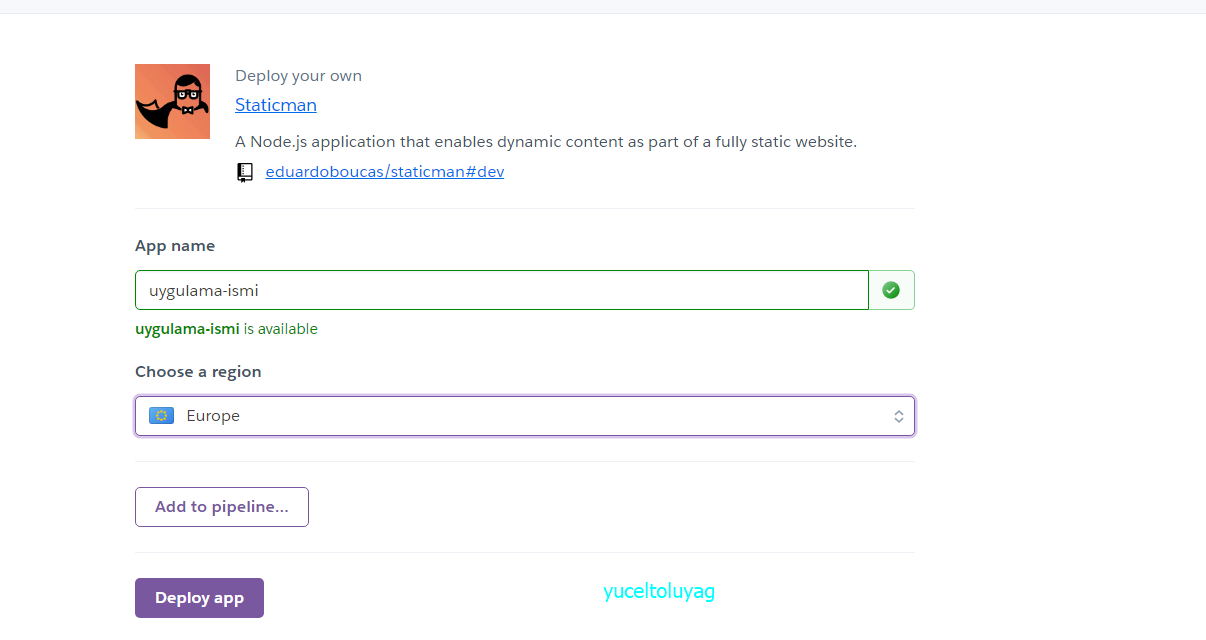 Deploy your own
Staticman
A Node.js application that enables dynamic content as part of a fully static website.
eduardoboucas/staticman#dev
App name
uygulama-ismi
uygulama-ismi is available
Choose a region
Europe
Add to pipeline...
Deploy app
yuceltoluyag